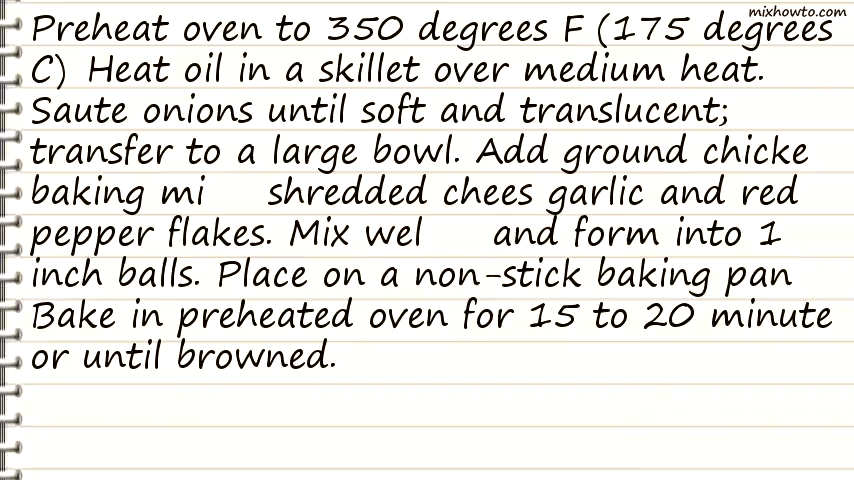 mixhowto.com
Preheat oven to 350 degrees F (175 degrees
C) Heat oil in a skillet over medium heat.
Saute onions until soft and translucent;
transfer to a large bowl. Add ground chicke
baking mi shredded chees garlic and red
pepper flakes. Mix wel and form into 1
inch balls. Place on a non-stick baking pan
Bake in preheated oven for 15 to 20 minute
or until browned.